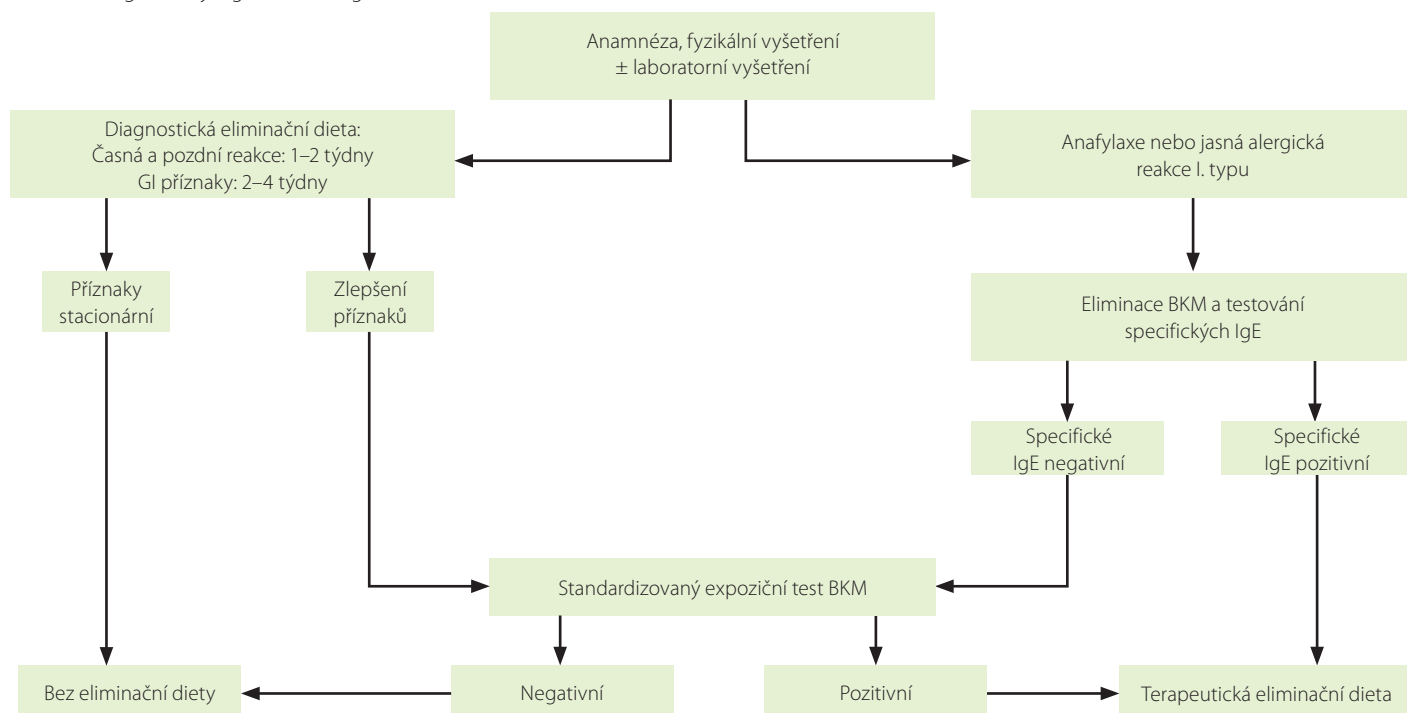 Anamnéza, fyzikální vyšetření
± laboratorní vyšetření
Diagnostická eliminační dieta:
Časná a pozdní reakce: 1–2 týdny
GI příznaky: 2–4 týdny
Anafylaxe nebo jasná alergická
reakce I. typu
Příznaky
stacionární
Zlepšení
příznaků
Eliminace BKM a testování
specifických IgE
Specifické
IgE negativní
Specifické
IgE pozitivní
Standardizovaný expoziční test BKM
Bez eliminační diety
Negativní
Pozitivní
Terapeutická eliminační dieta